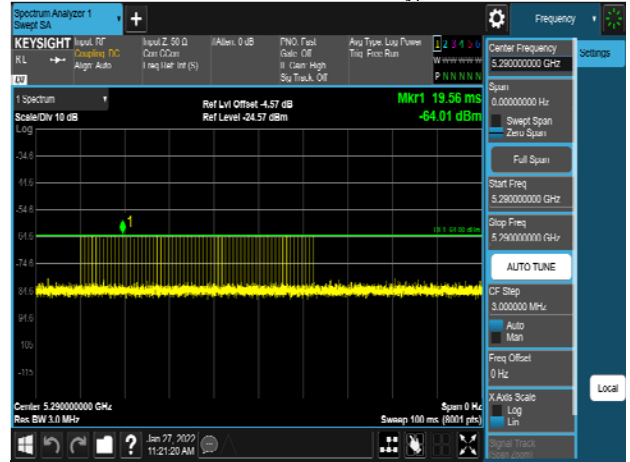 Spectrum Analyzer 1
Swept SA
Frequency
KEYSIGHT
RL
Input: RF
Coupling: DC
Align: Auto
Input Z: 50 Ω
Corr CCorr
Freq Ref: Int (S)
#Atten: 0 dB
PNO: Fast
Gate: Off
IF Gain: High
Sig Track: Off
Avg Type: Log Power
Trig: Free Run
1 2 3 4 5 6
W W W W W W
P N N N N N
1 Spectrum
Scale/Div 10 dB
Log
Ref Lvl Offset -4.57 dB
Ref Level -24.57 dBm
Mkr1 19.56 ms
-64.01 dBm
-34.6
-44.6
-54.6
-64.6
-74.6
-84.6
-94.6
-105
-115
1
Center 5.290000000 GHz
Res BW 3.0 MHz
Span 0 Hz
Sweep 100 ms (8001 pts)
Jan 27, 2022
11:21:20 AM
Center Frequency
5.290000000 GHz
Span
0.00000000 Hz
Swept Span
Zero Span
Full Span
Start Freq
5.290000000 GHz
Stop Freq
5.290000000 GHz
AUTO TUNE
CF Step
3.000000 MHz
Auto
Man
Freq Offset
0 Hz
X Axis Scale
Log
Lin
Signal Track
(Span Zoom)
Settings
Local